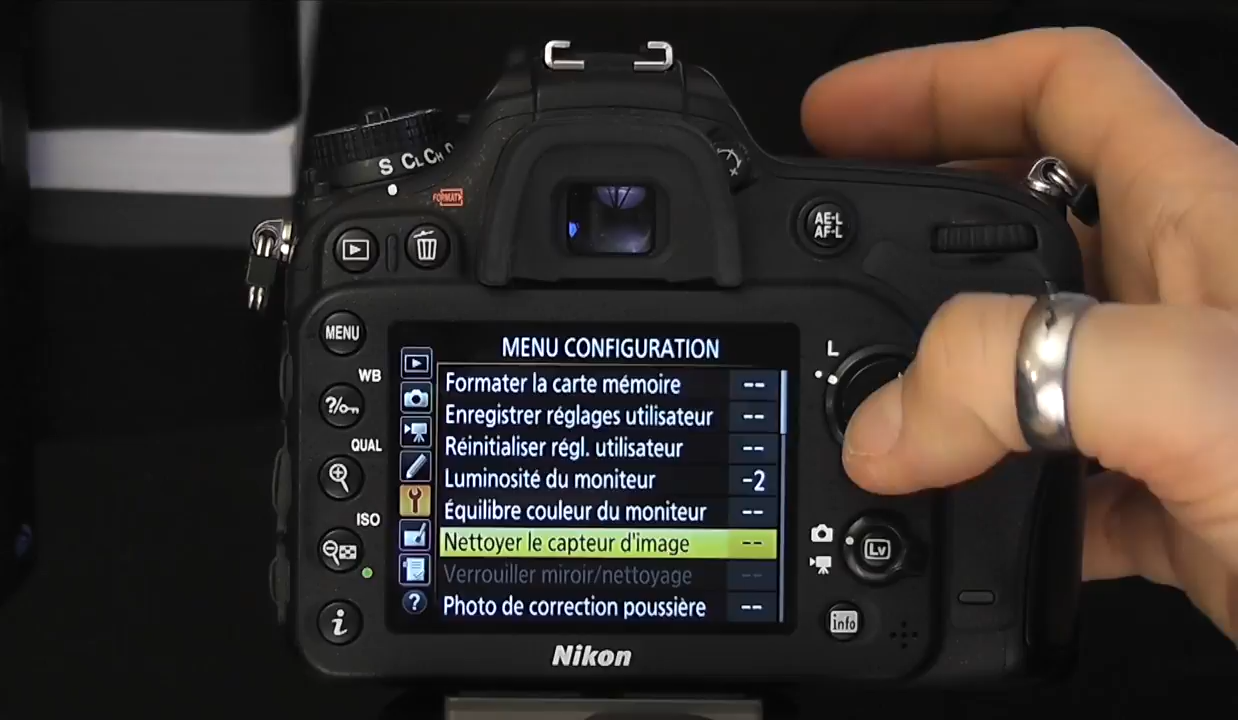 S CL CH
FORMAT
AE-L
AF-L
MENU
WB
QUAL
ISO
L
MENU CONFIGURATION
Formater la carte mémoire --
Enregistrer réglages utilisateur --
Réinitialiser régl. utilisateur --
Luminosité du moniteur -2
Équilibre couleur du moniteur --
Nettoyer le capteur d'image --
Verrouiller miroir/nettoyage --
Photo de correction poussière --
?
i
Lv
info
Nikon